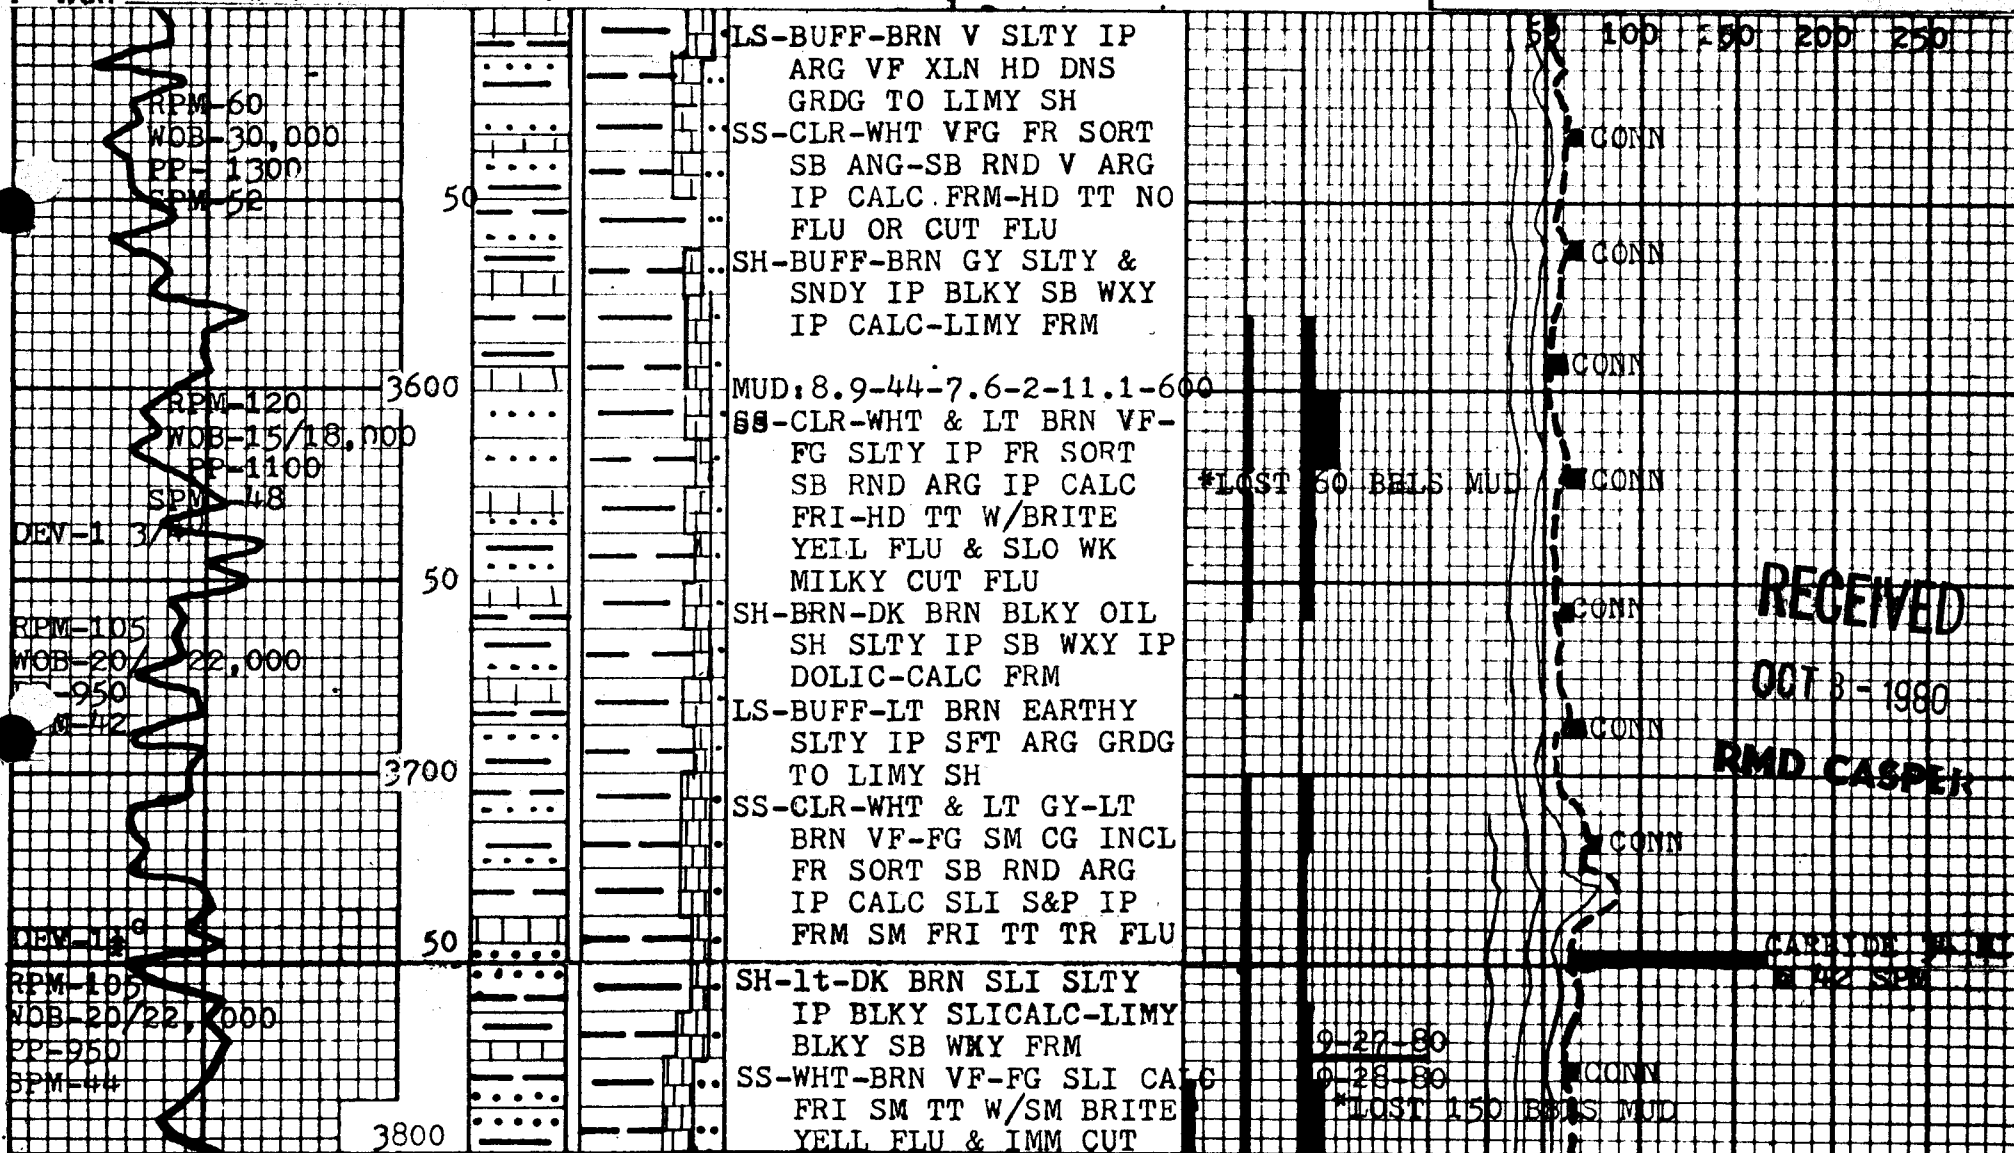 RPM-60
WOB-30,000
PP-1300
SPM-52
RPM-120
WOB-15/18,000
PP-1100
SPM-48
DEV-1 3/4
RPM-105
WOB-20/22,000
-950
M-42
DEV-1¼°
RPM-105
WOB-20/22,000
PP-950
SPM-44
50
3600
50
3700
50
3800
LS-BUFF-BRN V SLTY IP
ARG VF XLN HD DNS
GRDG TO LIMY SH
SS-CLR-WHT VFG FR SORT
SB ANG-SB RND V ARG
IP CALC FRM-HD TT NO
FLU OR CUT FLU
SH-BUFF-BRN GY SLTY &
SNDY IP BLKY SB WXY
IP CALC-LIMY FRM
MUD:8.9-44-7.6-2-11.1-600
SS-CLR-WHT & LT BRN VF-
FG SLTY IP FR SORT
SB RND ARG IP CALC
FRI-HD TT W/BRITE
YEIL FLU & SLO WK
MILKY CUT FLU
SH-BRN-DK BRN BLKY OIL
SH SLTY IP SB WXY IP
DOLIC-CALC FRM
LS-BUFF-LT BRN EARTHY
SLTY IP SFT ARG GRDG
TO LIMY SH
SS-CLR-WHT & LT GY-LT
BRN VF-FG SM CG INCL
FR SORT SB RND ARG
IP CALC SLI S&P IP
FRM SM FRI TT TR FLU
SH-lt-DK BRN SLI SLTY
IP BLKY SLICALC-LIMY
BLKY SB WXY FRM
SS-WHT-BRN VF-FG SLI CALC
FRI SM TT W/SM BRITE
YELL FLU & IMM CUT
50 100 150 200 250
CONN
CONN
CONN
*LOST 60 BBLS MUD
CONN
CONN
CONN
CONN
RECEIVED
OCT 3 - 1980
RMD CASPER
CARBIDE
@ 42 SPM
9-27-80
9-28-80
CONN
*LOST 150 BBLS MUD